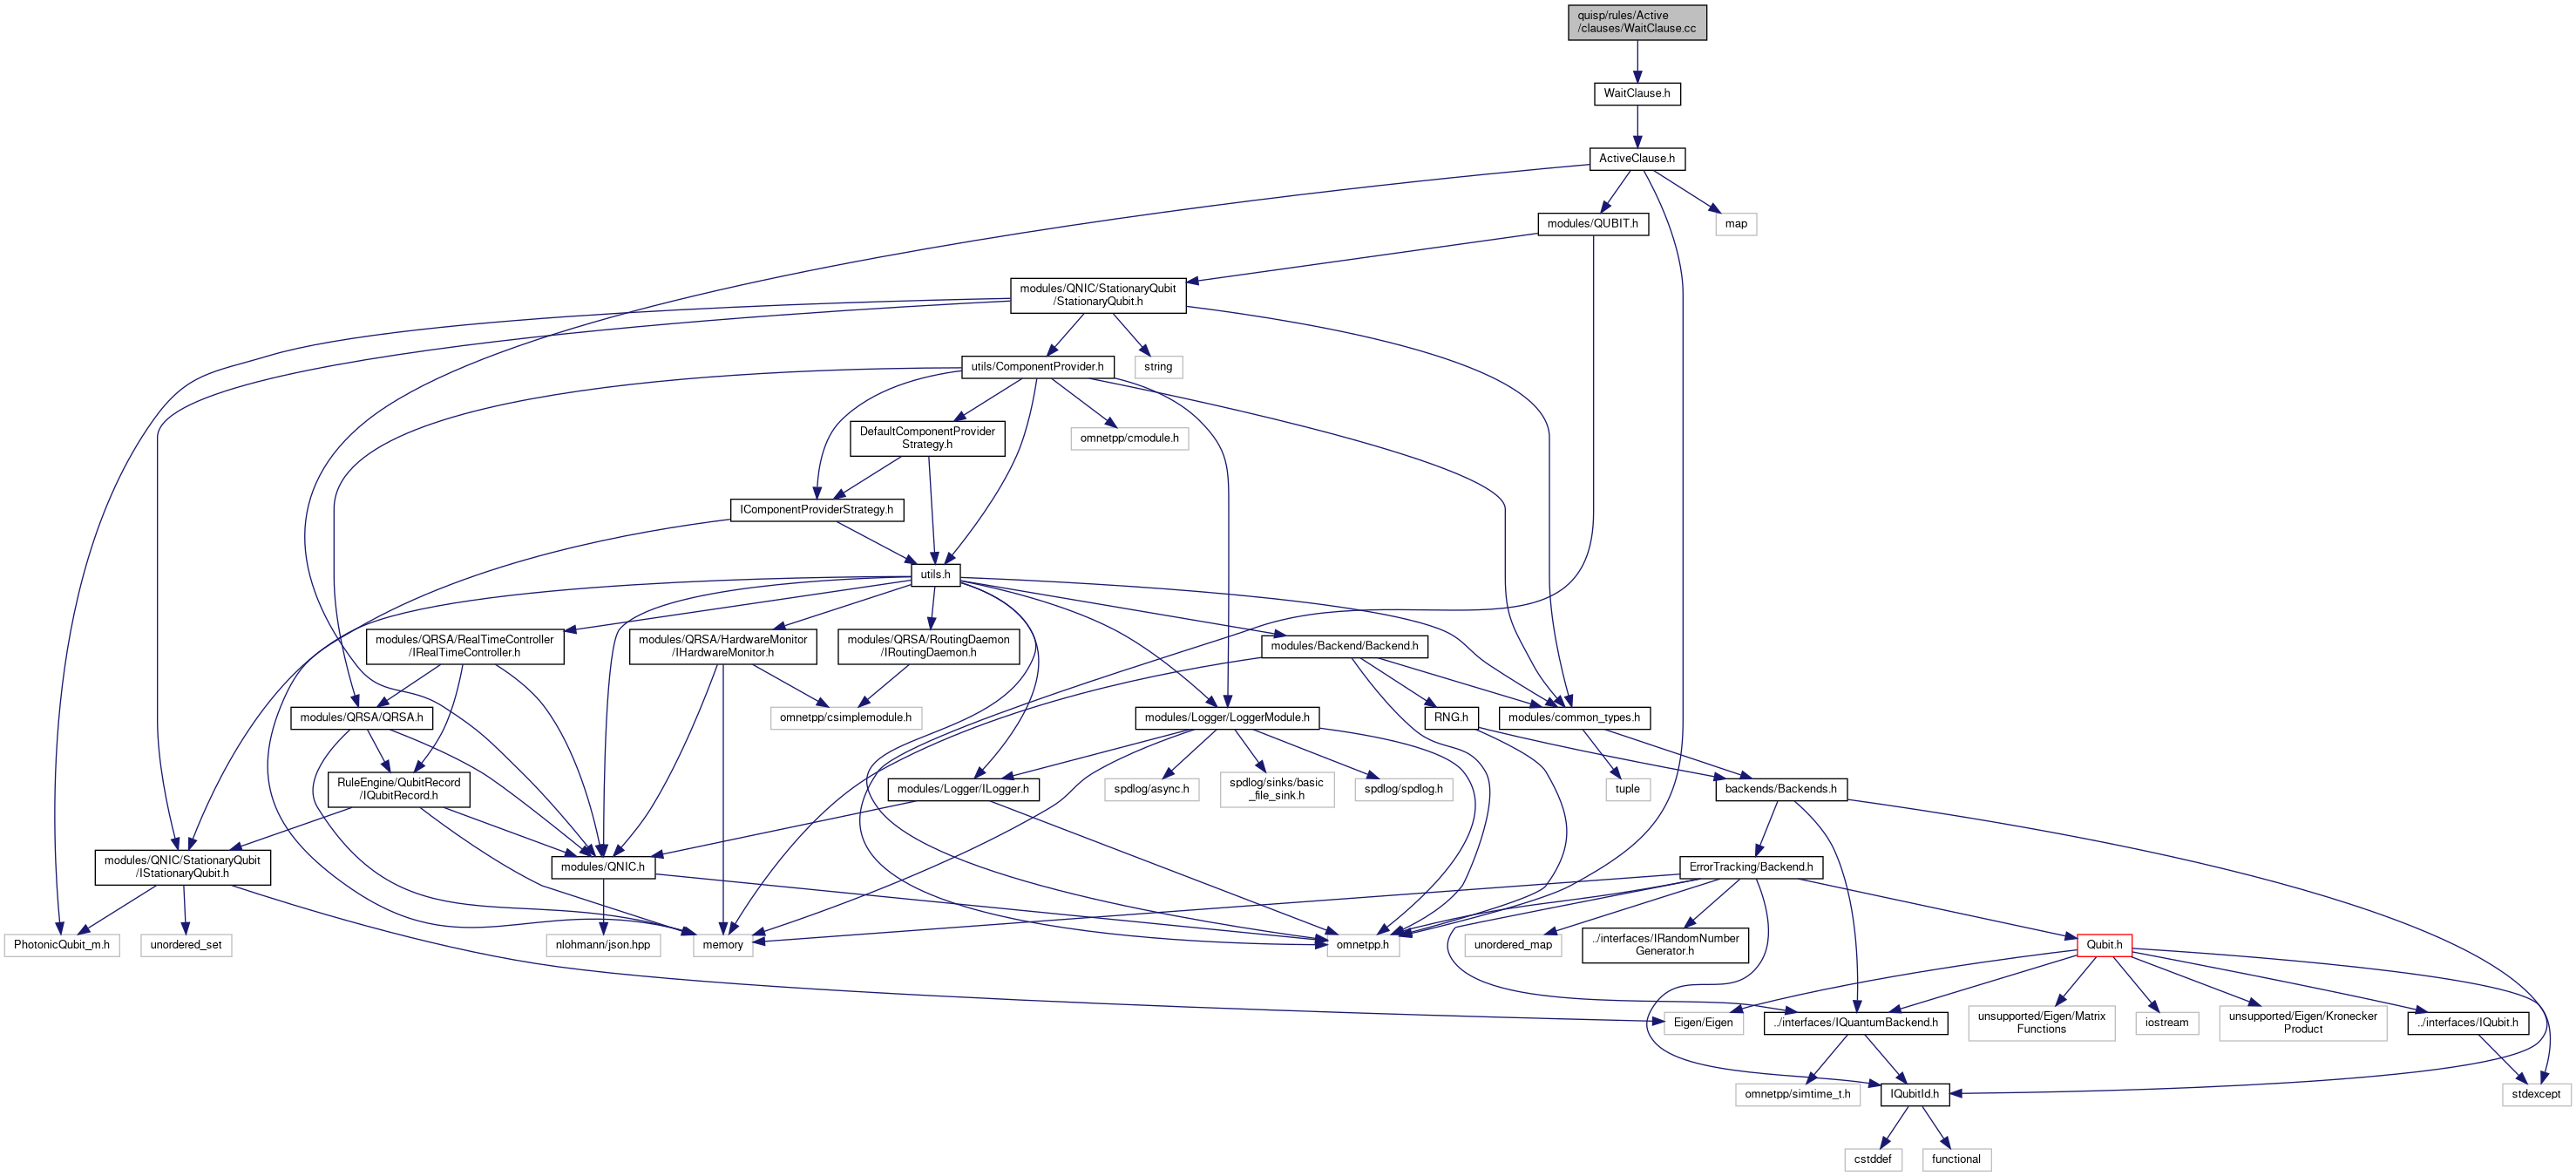 quisp/rules/Active
/clauses/WaitClause.cc
WaitClause.h
ActiveClause.h
modules/QUBIT.h
map
modules/QNIC/StationaryQubit
/StationaryQubit.h
utils/ComponentProvider.h
string
DefaultComponentProvider
Strategy.h
omnetpp/cmodule.h
IComponentProviderStrategy.h
utils.h
modules/QRSA/RealTimeController
/IRealTimeController.h
modules/QRSA/HardwareMonitor
/IHardwareMonitor.h
modules/QRSA/RoutingDaemon
/IRoutingDaemon.h
modules/Backend/Backend.h
modules/QRSA/QRSA.h
omnetpp/csimplemodule.h
modules/Logger/LoggerModule.h
RNG.h
modules/common_types.h
RuleEngine/QubitRecord
/IQubitRecord.h
modules/Logger/ILogger.h
spdlog/async.h
spdlog/sinks/basic
_file_sink.h
spdlog/spdlog.h
tuple
backends/Backends.h
modules/QNIC/StationaryQubit
/IStationaryQubit.h
modules/QNIC.h
ErrorTracking/Backend.h
PhotonicQubit_m.h
unordered_set
nlohmann/json.hpp
memory
omnetpp.h
unordered_map
../interfaces/IRandomNumber
Generator.h
Qubit.h
Eigen/Eigen
../interfaces/IQuantumBackend.h
unsupported/Eigen/Matrix
Functions
iostream
unsupported/Eigen/Kronecker
Product
../interfaces/IQubit.h
omnetpp/simtime_t.h
IQubitId.h
stdexcept
cstddef
functional